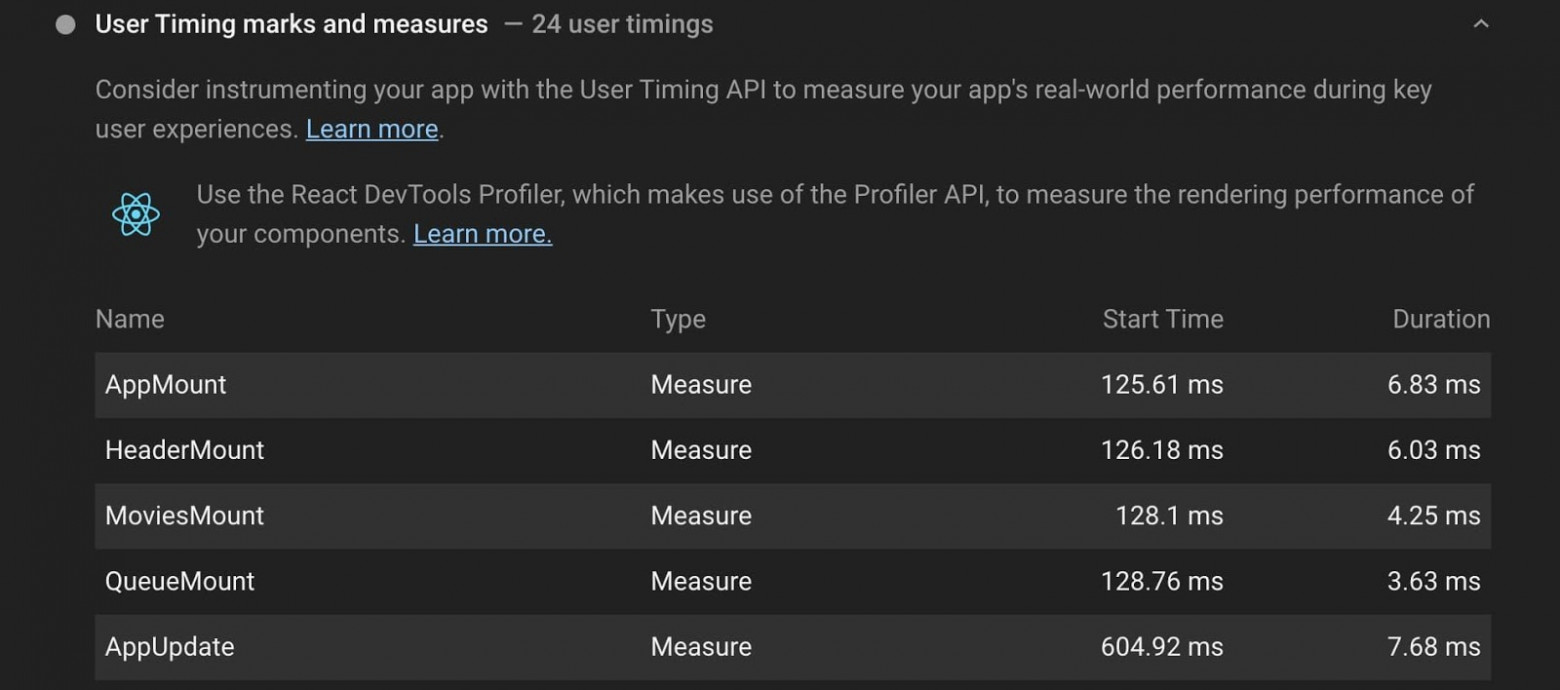 User Timing marks and measures — 24 user timings
Consider instrumenting your app with the User Timing API to measure your app's real-world performance during key
user experiences. Learn more.
Use the React DevTools Profiler, which makes use of the Profiler API, to measure the rendering performance of
your components. Learn more.
Name Type Start Time Duration
AppMount Measure 125.61 ms 6.83 ms
HeaderMount Measure 126.18 ms 6.03 ms
MoviesMount Measure 128.1 ms 4.25 ms
QueueMount Measure 128.76 ms 3.63 ms
AppUpdate Measure 604.92 ms 7.68 ms